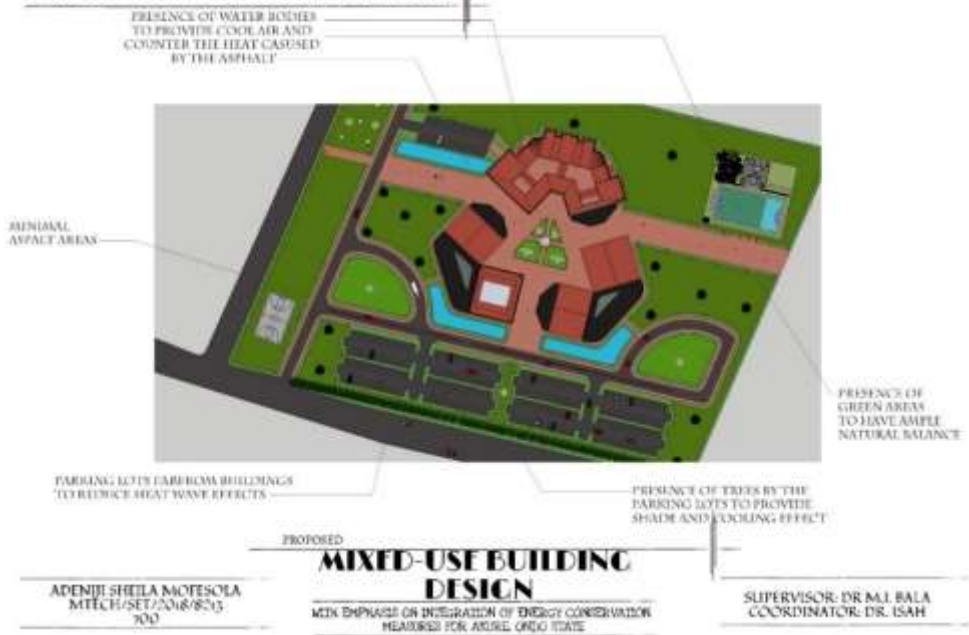 PRESENCE OF WATER BODIES
TO PROVIDE COOL AIR AND
COUNTER THE HEAT CASUSED
BY THE ASPHALT
MINIMAL
ASPALT AREAS
PRESENCE OF
GREEN AREAS
TO HAVE AMPLE
NATURAL BALANCE
PARKING LOTS FARFROM BUILDINGS
TO REDUCE HEAT WAVE EFFECTS
PRESENCE OF TREES BY THE
PARKING LOTS TO PROVIDE
SHADE AND COOLING EFFECT
PROPOSED
MIXED-USE BUILDING
DESIGN
WITH EMPHASIS ON INTEGRATION OF ENERGY CONSERVATION
MEASURES FOR AKURE, ONDO STATE
ADENIJI SHEILA MOFESOLA
MTECH/SET/2018/8213
SUPERVISOR: DR M.I. BALA
COORDINATOR: DR. ISAH